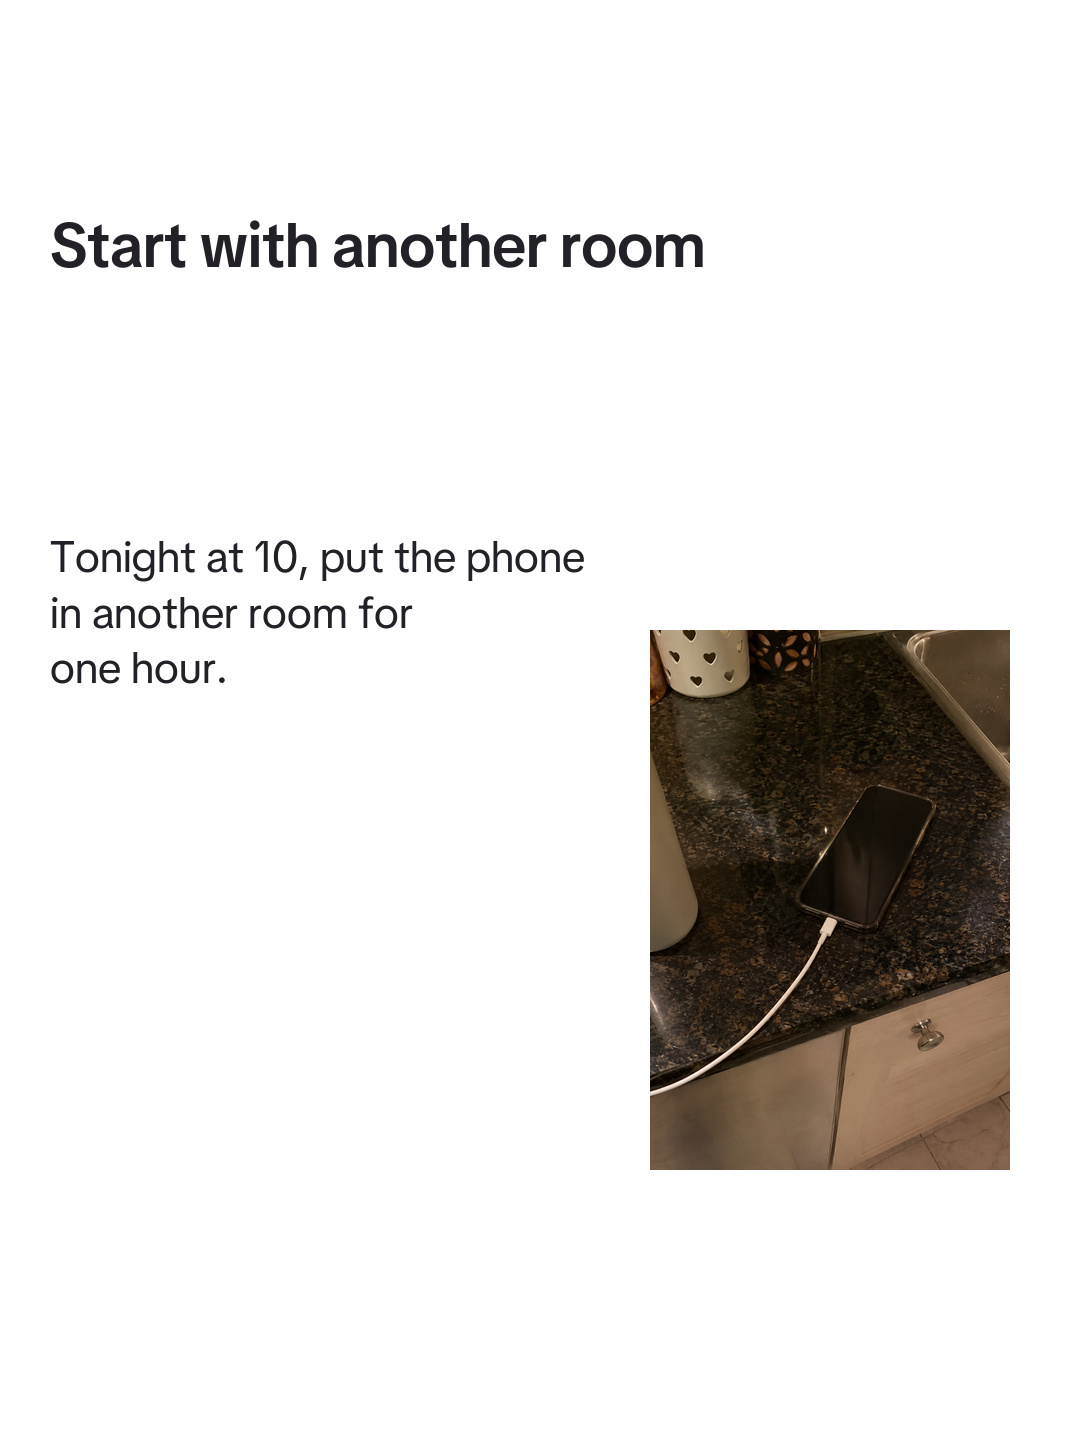 Start with another room
Tonight at 10, put the phone
in another room for
one hour.